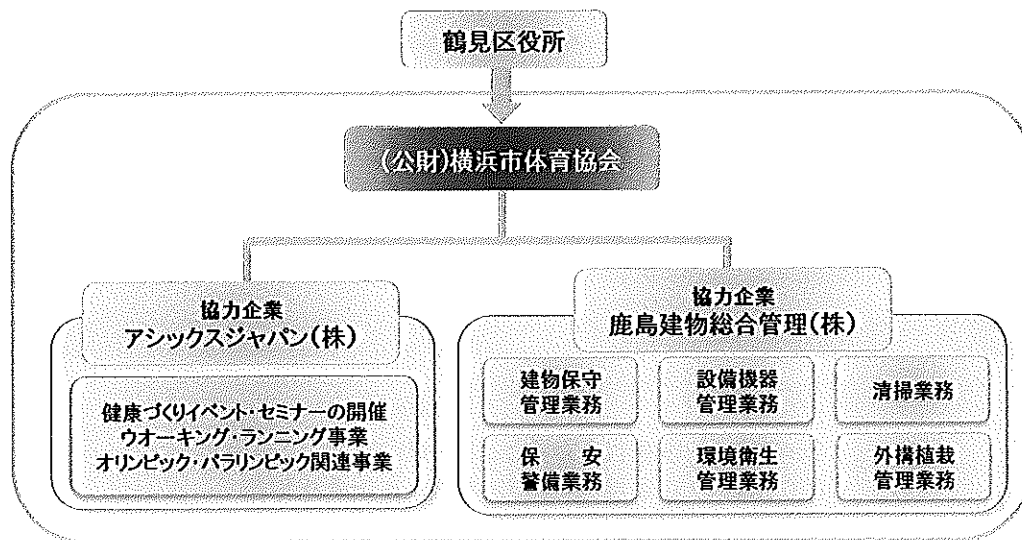 鶴見区役所
(公財)横浜市体育協会
協力企業
アシックスジャパン(株)
健康づくりイベント・セミナーの開催
ウオーキング・ランニング事業
オリンピック・パラリンピック関連事業
協力企業
鹿島建物総合管理(株)
建物保守
管理業務
設備機器
管理業務
清掃業務
保　安
警備業務
環境衛生
管理業務
外構植栽
管理業務